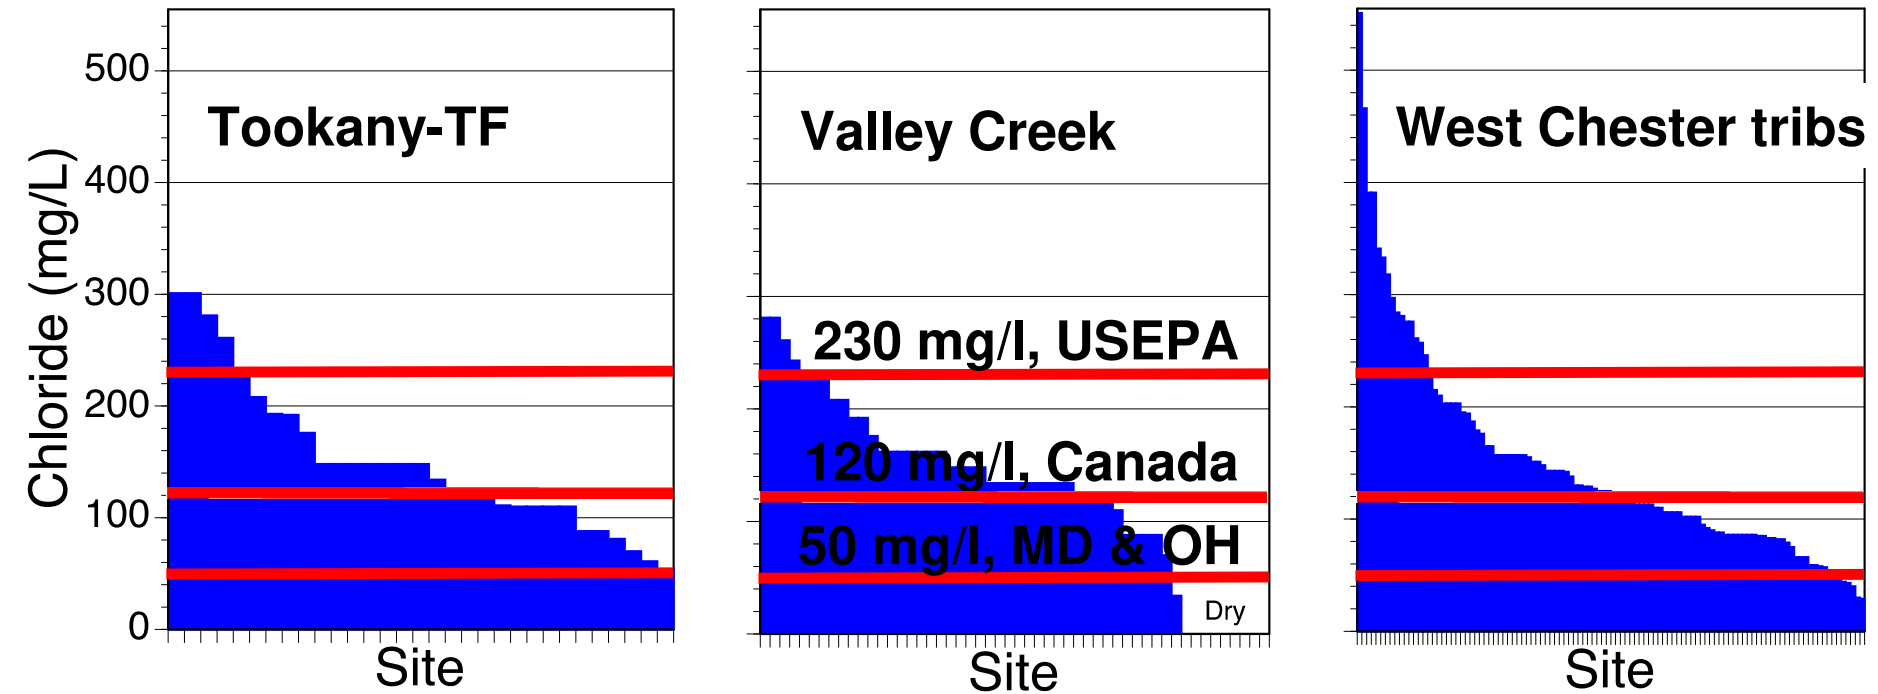 Chloride (mg/L)
500
400
300
200
100
0
Tookany-TF
Site
Valley Creek
230 mg/l, USEPA
120 mg/l, Canada
50 mg/l, MD & OH
Dry
Site
West Chester tribs
Site